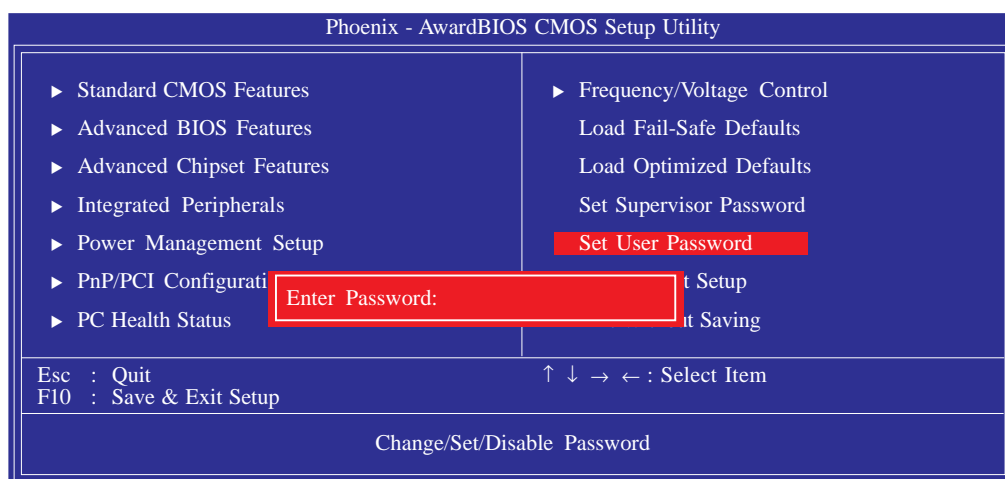 Phoenix - AwardBIOS CMOS Setup Utility
▶ Standard CMOS Features
▶ Advanced BIOS Features
▶ Advanced Chipset Features
▶ Integrated Peripherals
▶ Power Management Setup
▶ PnP/PCI Configurati
▶ PC Health Status
▶ Frequency/Voltage Control
Load Fail-Safe Defaults
Load Optimized Defaults
Set Supervisor Password
Set User Password
t Setup
ut Saving
Enter Password:
Esc : Quit
F10 : Save & Exit Setup
↑ ↓ → ← : Select Item
Change/Set/Disable Password